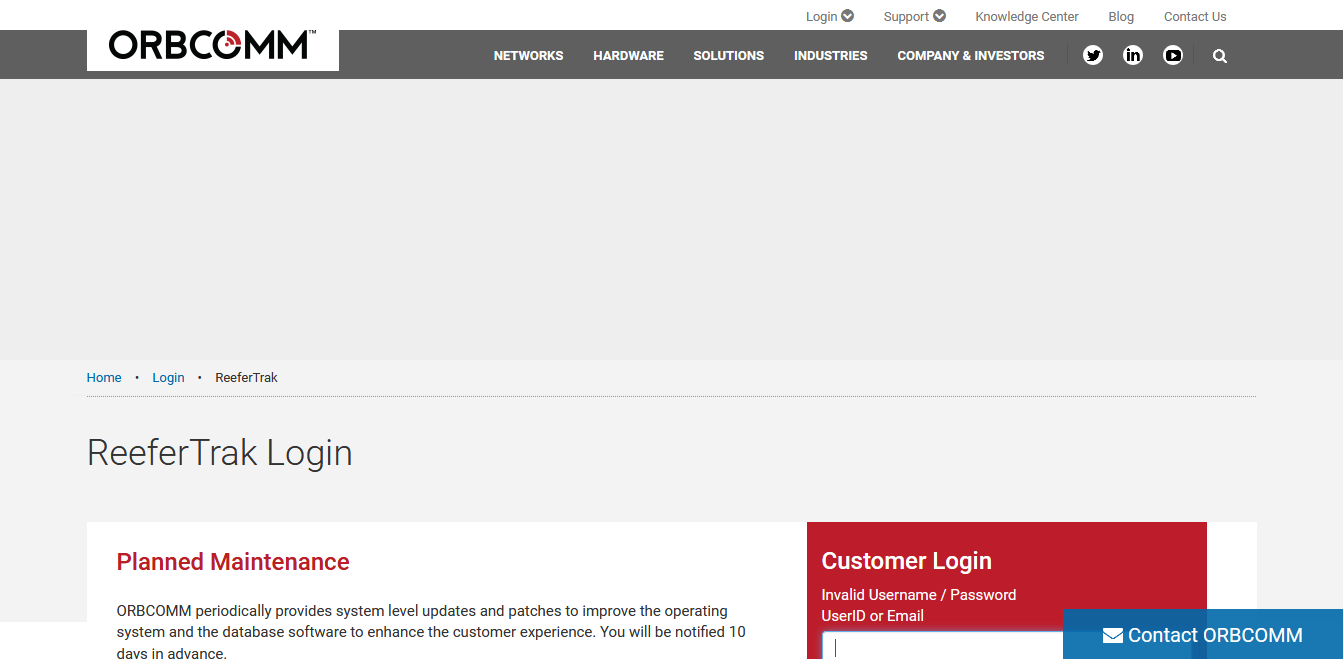 Login Support Knowledge Center Blog Contact Us
ORBCOMM™
NETWORKS HARDWARE SOLUTIONS INDUSTRIES COMPANY & INVESTORS in
Home • Login • ReeferTrak
ReeferTrak Login
Planned Maintenance
ORBCOMM periodically provides system level updates and patches to improve the operating
system and the database software to enhance the customer experience. You will be notified 10
days in advance.
Customer Login
Invalid Username / Password
UserID or Email
Contact ORBCOMM